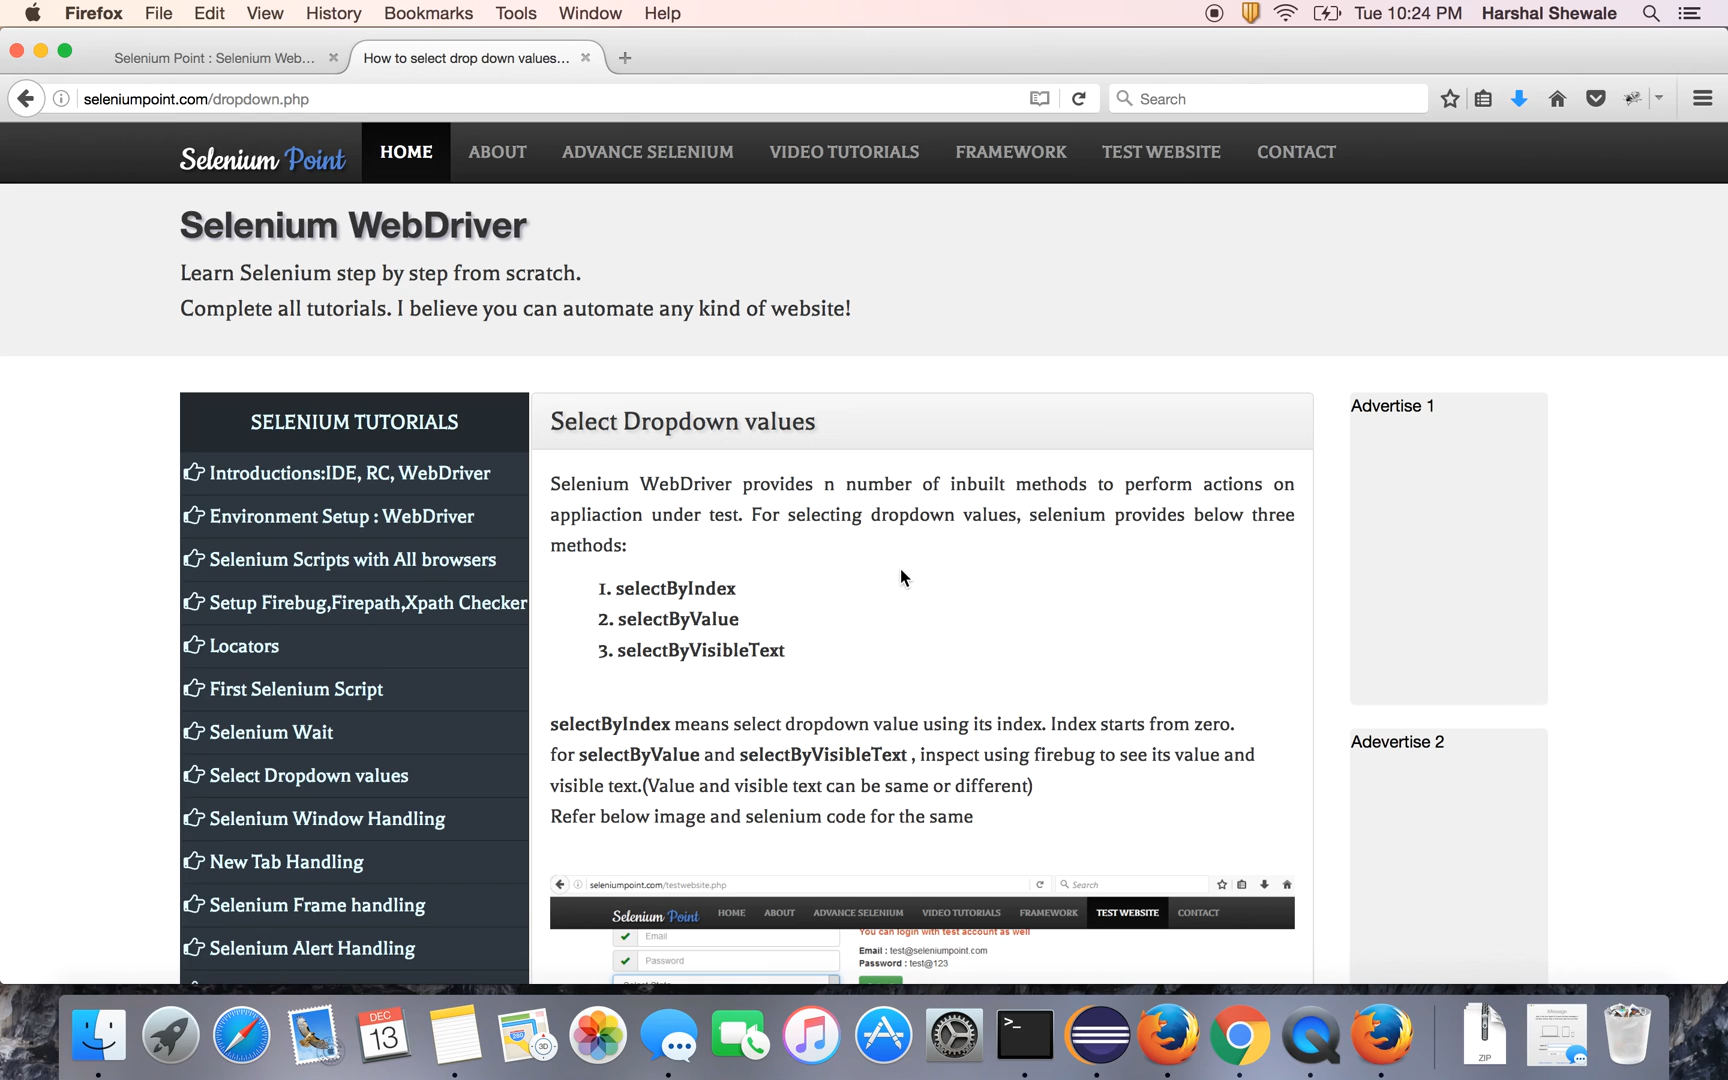 Firefox File Edit View History Bookmarks Tools Window Help Tue 10:24 PM Harshal Shewale
Selenium Point : Selenium Web... How to select drop down values...
seleniumpoint.com/dropdown.php Search
Selenium Point HOME ABOUT ADVANCE SELENIUM VIDEO TUTORIALS FRAMEWORK TEST WEBSITE CONTACT
Selenium WebDriver
Learn Selenium step by step from scratch.
Complete all tutorials. I believe you can automate any kind of website!
SELENIUM TUTORIALS
Introductions:IDE, RC, WebDriver
Environment Setup : WebDriver
Selenium Scripts with All browsers
Setup Firebug,Firepath,Xpath Checker
Locators
First Selenium Script
Selenium Wait
Select Dropdown values
Selenium Window Handling
New Tab Handling
Selenium Frame handling
Selenium Alert Handling
Select Dropdown values
Selenium WebDriver provides n number of inbuilt methods to perform actions on
appliaction under test. For selecting dropdown values, selenium provides below three
methods:
1. selectByIndex
2. selectByValue
3. selectByVisibleText
selectByIndex means select dropdown value using its index. Index starts from zero.
for selectByValue and selectByVisibleText , inspect using firebug to see its value and
visible text.(Value and visible text can be same or different)
Refer below image and selenium code for the same
seleniumpoint.com/testwebsite.php Search
Selenium Point HOME ABOUT ADVANCE SELENIUM VIDEO TUTORIALS FRAMEWORK TEST WEBSITE CONTACT
Email
Password
You can login with test account as well
Email : test@seleniumpoint.com
Password : test@123
Advertise 1
Adevertise 2
DEC
13
3D
>_
ZIP